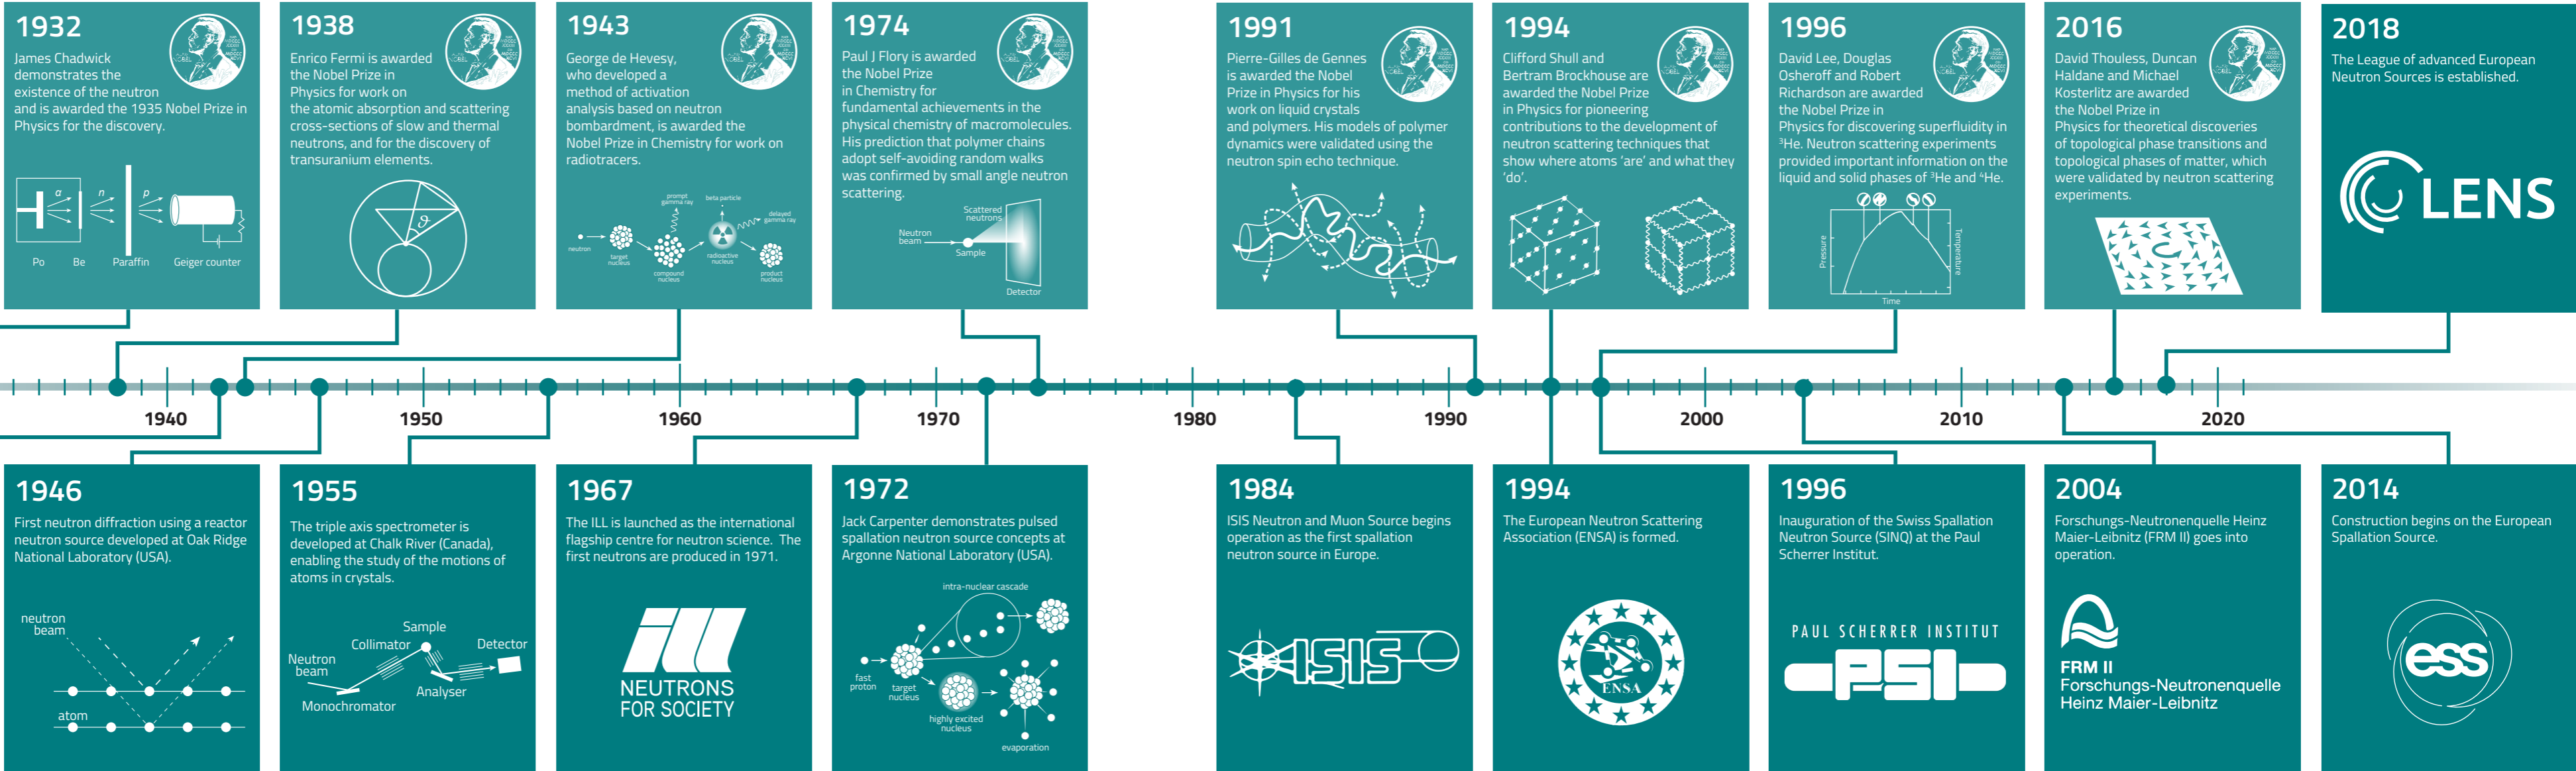 1932
James Chadwick
demonstrates the
existence of the neutron
and is awarded the 1935 Nobel Prize in
Physics for the discovery.
α
n
p
Po
Be
Paraffin
Geiger counter
1938
Enrico Fermi is awarded
the Nobel Prize in
Physics for work on
the atomic absorption and scattering
cross-sections of slow and thermal
neutrons, and for the discovery of
transuranium elements.
ϑ
1943
George de Hevesy,
who developed a
method of activation
analysis based on neutron
bombardment, is awarded the
Nobel Prize in Chemistry for work on
radiotracers.
prompt
gamma ray
beta particle
delayed
gamma ray
neutron
target
nucleus
compound
nucleus
radioactive
nucleus
product
nucleus
1974
Paul J Flory is awarded
the Nobel Prize
in Chemistry for
fundamental achievements in the
physical chemistry of macromolecules.
His prediction that polymer chains
adopt self-avoiding random walks
was confirmed by small angle neutron
scattering.
Scattered
neutrons
Neutron
beam
Sample
Detector
1991
Pierre-Gilles de Gennes
is awarded the Nobel
Prize in Physics for his
work on liquid crystals
and polymers. His models of polymer
dynamics were validated using the
neutron spin echo technique.
1994
Clifford Shull and
Bertram Brockhouse are
awarded the Nobel Prize
in Physics for pioneering
contributions to the development of
neutron scattering techniques that
show where atoms ‘are’ and what they
‘do’.
1996
David Lee, Douglas
Osheroff and Robert
Richardson are awarded
the Nobel Prize in
Physics for discovering superfluidity in
³He. Neutron scattering experiments
provided important information on the
liquid and solid phases of ³He and ⁴He.
Pressure
Temperature
Time
2016
David Thouless, Duncan
Haldane and Michael
Kosterlitz are awarded
the Nobel Prize in
Physics for theoretical discoveries
of topological phase transitions and
topological phases of matter, which
were validated by neutron scattering
experiments.
2018
The League of advanced European
Neutron Sources is established.
LENS
1940
1950
1960
1970
1980
1990
2000
2010
2020
1946
First neutron diffraction using a reactor
neutron source developed at Oak Ridge
National Laboratory (USA).
neutron
beam
atom
1955
The triple axis spectrometer is
developed at Chalk River (Canada),
enabling the study of the motions of
atoms in crystals.
Sample
Collimator
Detector
Neutron
beam
Analyser
Monochromator
1967
The ILL is launched as the international
flagship centre for neutron science. The
first neutrons are produced in 1971.
ill
NEUTRONS
FOR SOCIETY
1972
Jack Carpenter demonstrates pulsed
spallation neutron source concepts at
Argonne National Laboratory (USA).
intra-nuclear cascade
fast
proton
target
nucleus
highly excited
nucleus
evaporation
1984
ISIS Neutron and Muon Source begins
operation as the first spallation
neutron source in Europe.
ISIS
1994
The European Neutron Scattering
Association (ENSA) is formed.
ENSA
1996
Inauguration of the Swiss Spallation
Neutron Source (SINQ) at the Paul
Scherrer Institut.
PAUL SCHERRER INSTITUT
PSI
2004
Forschungs-Neutronenquelle Heinz
Maier-Leibnitz (FRM II) goes into
operation.
FRM II
Forschungs-Neutronenquelle
Heinz Maier-Leibnitz
2014
Construction begins on the European
Spallation Source.
ess